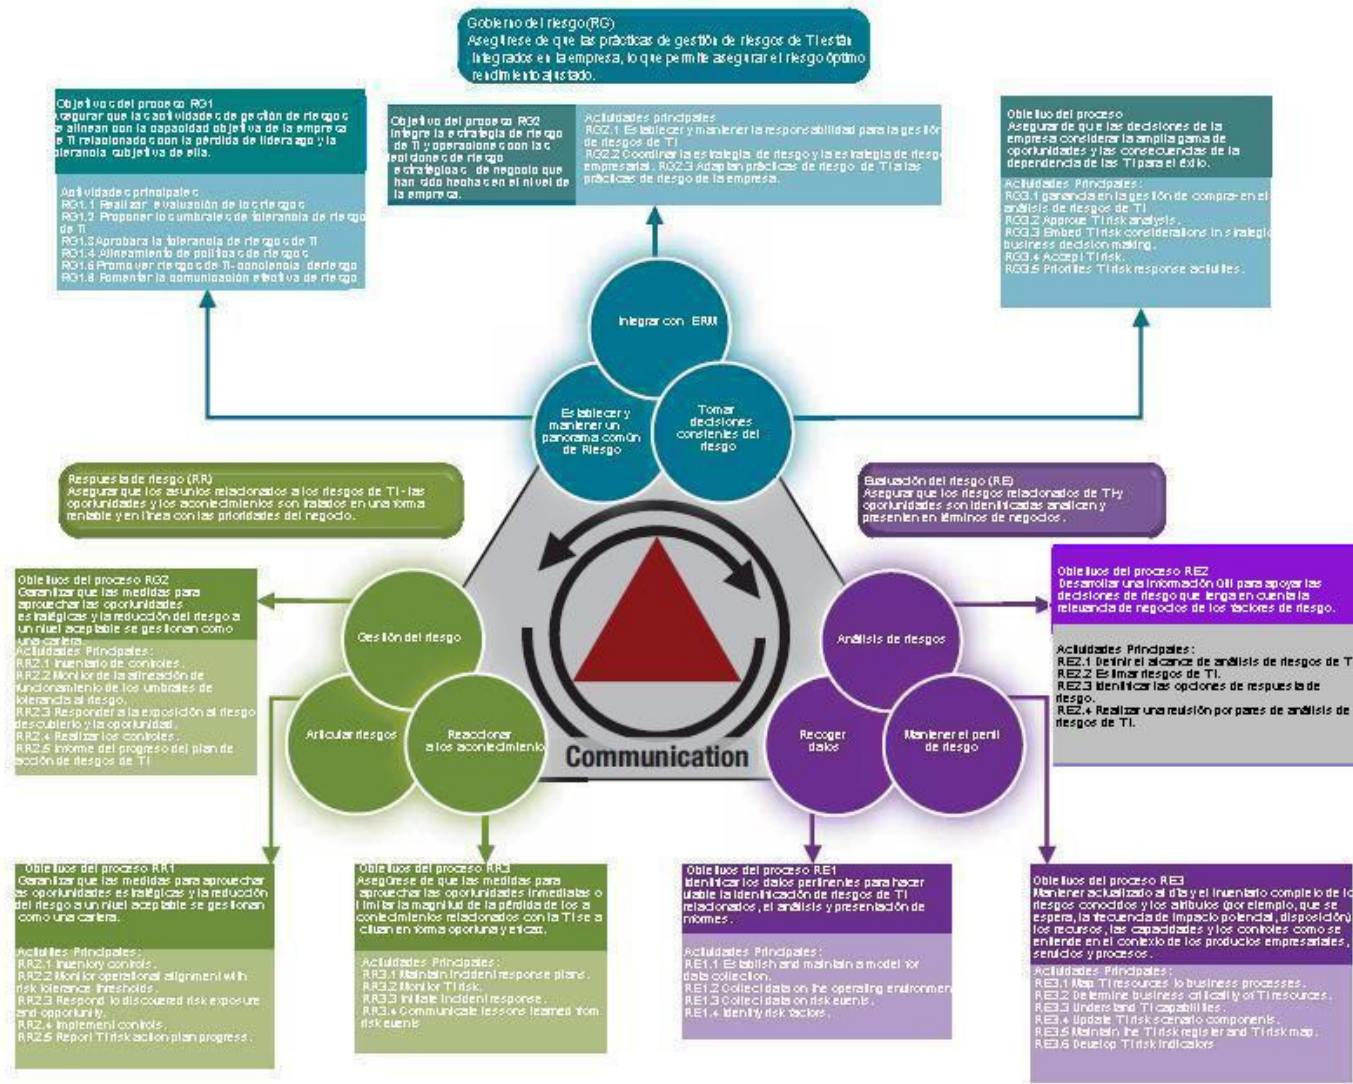 Gobierno del riesgo (RG)
Asegúrese de que las prácticas de gestión de riesgos de TI están
integrados en la empresa, lo que permite asegurar el riesgo óptimo
rendimiento ajustado.
Objetivos del proceso RG1
asegurar que las actividades de gestión de riesgos
se alinean con la capacidad objetiva de la empresa
de TI relacionados con la pérdida de liderazgo y la
tolerancia subjetiva de ella.
Actividades principales
RG1.1 Realizar evaluación de los riesgos
RG1.2 Proponer los umbrales de tolerancia de riesgo
de TI
RG1.3 Aprobar a la tolerancia de riesgos de TI
RG1.4 Alineamiento de políticas de riesgos
RG1.5 Promover riesgos de TI-conciencia de riesgo
RG1.6 Fomentar la comunicación efectiva de riesgo
Objetivo del proceso RG2
Integre la estrategia de riesgo
de TI y operaciones con las
decisiones de riesgo
estratégicas de negocio que
han sido hechas en el nivel de
la empresa.
Actividades principales
RG2.1 Establecer y mantener la responsabilidad para la gestión
de riesgos de TI
RG2.2 Coordinar la estrategia de riesgo y la estrategia de riesgo
empresarial. RG2.3 Adaptan prácticas de riesgo de TI a las
prácticas de riesgo de la empresa.
Objetivo del proceso
Asegurar de que las decisiones de la
empresa consideran la amplia gama de
oportunidades y las consecuencias de la
dependencia de las TI para el éxito.
Actividades Principales:
RG3.1 ganancia en la gestión de compra- en el
análisis de riesgos de TI
RG3.2 Approve TI risk analysis.
RG3.3 Embed TI risk considerations in strategic
business decision making.
RG3.4 Accept TI risk.
RG3.5 Priorities TI risk response activities.
Integrar con ERM
Establecer y
mantener un
panorama común
de Riesgo
Tomar
decisiones
constentes del
riesgo
Respuesta de riesgo (RR)
Asegurar que los asuntos relacionados a los riesgos de TI - las
oportunidades y los acontecimientos son tratados en una forma
rentable y en línea con las prioridades del negocio.
Evaluación del riesgo (RE)
Asegurar que los riesgos relacionados de TI-y
oportunidades son identificadas analicen y
presenten en términos de negocios.
Objetivos del proceso RG2
Garantizar que las medidas para
aprovechar las oportunidades
estratégicas y la reducción del riesgo a
un nivel aceptable se gestionan como
una cartera.
Actividades Principales:
RR2.1 Inventario de controles.
RR2.2 Monitor de la alineación de
funcionamiento de los umbrales de
tolerancia al riesgo.
RR2.3 Responder a la exposición al riesgo
descubierto y la oportunidad.
RR2.4 Realizar los controles.
RR2.5 Informe del progreso del plan de
acción de riesgos de TI
Gestión del riesgo
Articular riesgos
Reaccionar
a los acontecimiento
Communication
Análisis de riesgos
Recoger
datos
Mantener el perfil
de riesgo
Objetivos del proceso RE2
Desarrollar una información útil para apoyar las
decisiones de riesgo que tenga en cuenta la
relevancia de negocios de los factores de riesgo.
Actividades Principales:
RE2.1 Definir el alcance de análisis de riesgos de T
RE2.2 Estimar riesgos de TI.
RE2.3 Identificar las opciones de respuesta de
riesgo.
RE2.4 Realizar una revisión por pares de análisis de
riesgos de TI.
Objetivos del proceso RR1
Garantizar que las medidas para aprovechar
las oportunidades estratégicas y la reducción
del riesgo a un nivel aceptable se gestionan
como una cartera.
Activities Principales:
RR2.1 Inventory controls.
RR2.2 Monitor operational alignment with
risk tolerance thresholds.
RR2.3 Respond to discovered risk exposure
and opportunity.
RR2.4 Implement controls.
RR2.5 Report TI risk action plan progress.
Objetivos del proceso RR3
Asegúrese de que las medidas para
aprovechar las oportunidades inmediatas o
limitar la magnitud de la pérdida de los a
contecimientos relacionados con la TI se a
citúan en forma oportuna y eficaz.
Actividades Principales:
RR3.1 Maintain incident response plans.
RR3.2 Monitor TI risk.
RR3.3 Initiate incident response.
RR3.4 Communicate lessons learned from
risk events
Objetivos del proceso RE1
Identificar los datos pertinentes para hacer
viable la identificación de riesgos de TI
relacionados, el análisis y presentación de
informes.
Actividades Principales:
RE1.1 Establish and maintain a model for
data collection.
RE1.2 Collect data on the operating environment
RE1.3 Collect data on risk events.
RE1.4 Identify risk factors.
Objetivos del proceso RE3
Mantener actualizado al día y el inventario completo de lo
riesgos conocidos y los atributos (por ejemplo, que se
espera, la frecuencia de impacto potencial, disposición)
los recursos, las capacidades y los controles como se
entiende en el contexto de los productos empresariales,
servicios y procesos.
Actividades Principales:
RE3.1 Map TI resources to business processes.
RE3.2 Determine business criticality of TI resources.
RE3.3 Understand TI capabilities.
RE3.4 Update TI risk scenario components.
RE3.5 Maintain the TI risk register and TI risk map.
RE3.6 Develop TI risk indicators